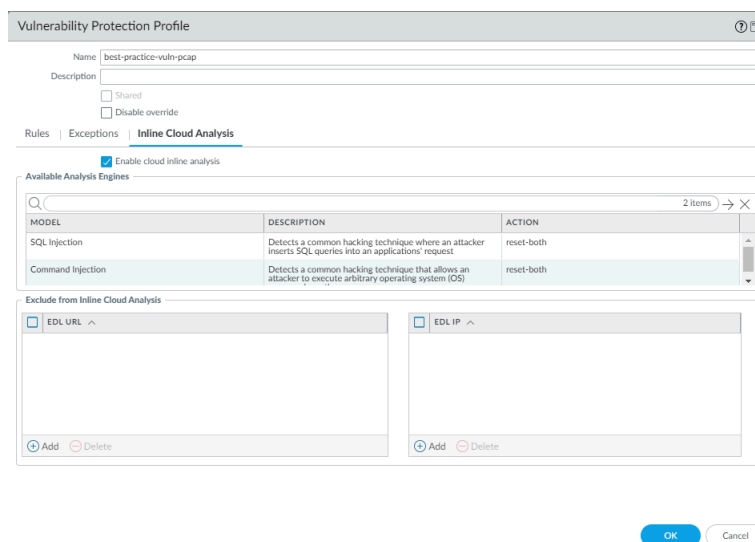 Vulnerability Protection Profile
Name best-practice-vuln-pcap
Description
Shared
Disable override
Rules | Exceptions | Inline Cloud Analysis
Enable cloud inline analysis
Available Analysis Engines
2 items
MODEL DESCRIPTION ACTION
SQL Injection Detects a common hacking technique where an attacker reset-both
inserts SQL queries into an applications' request
Command Injection Detects a common hacking technique that allows an reset-both
attacker to execute arbitrary operating system (OS)
Exclude from Inline Cloud Analysis
EDL URL EDL IP
Add Delete Add Delete
OK Cancel